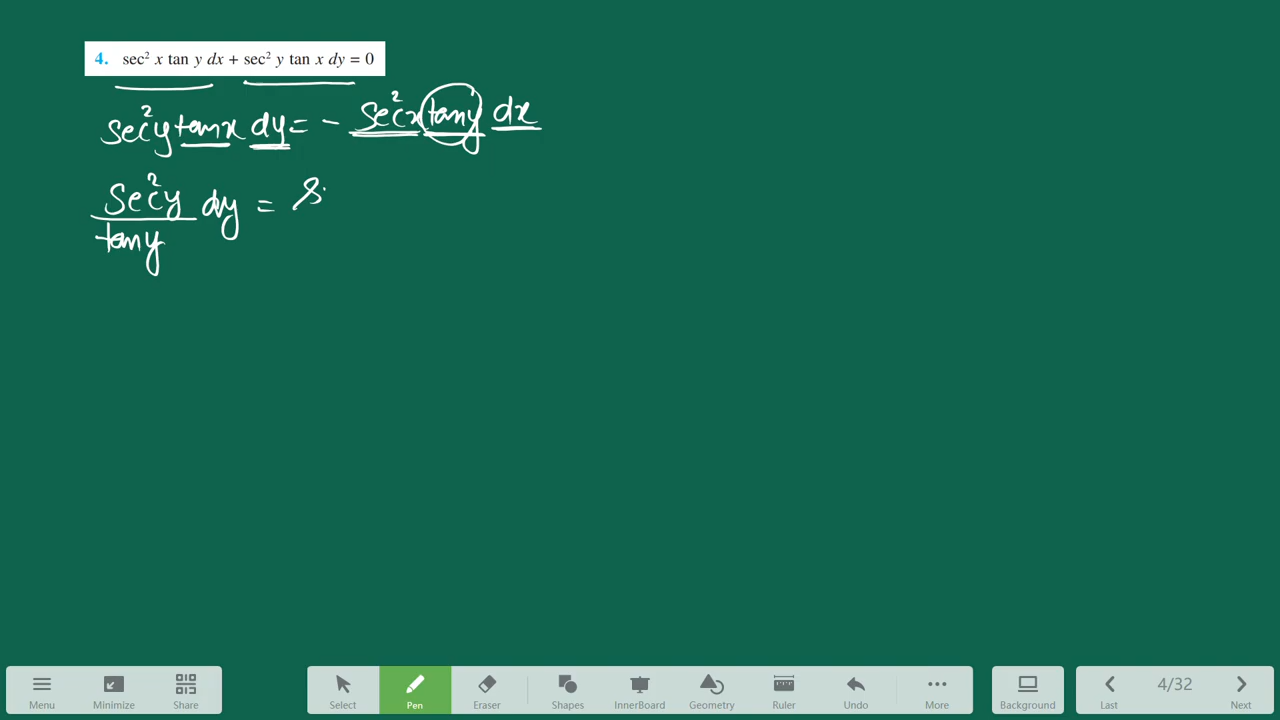 4. sec² x tan y dx + sec² y tan x dy = 0
sec²y tanx dy = - sec²x tany dx
sec²y
tany
dy = s
Menu Minimize Share Select Pen Eraser Shapes InnerBoard Geometry Ruler Undo More Background Last 4/32 Next